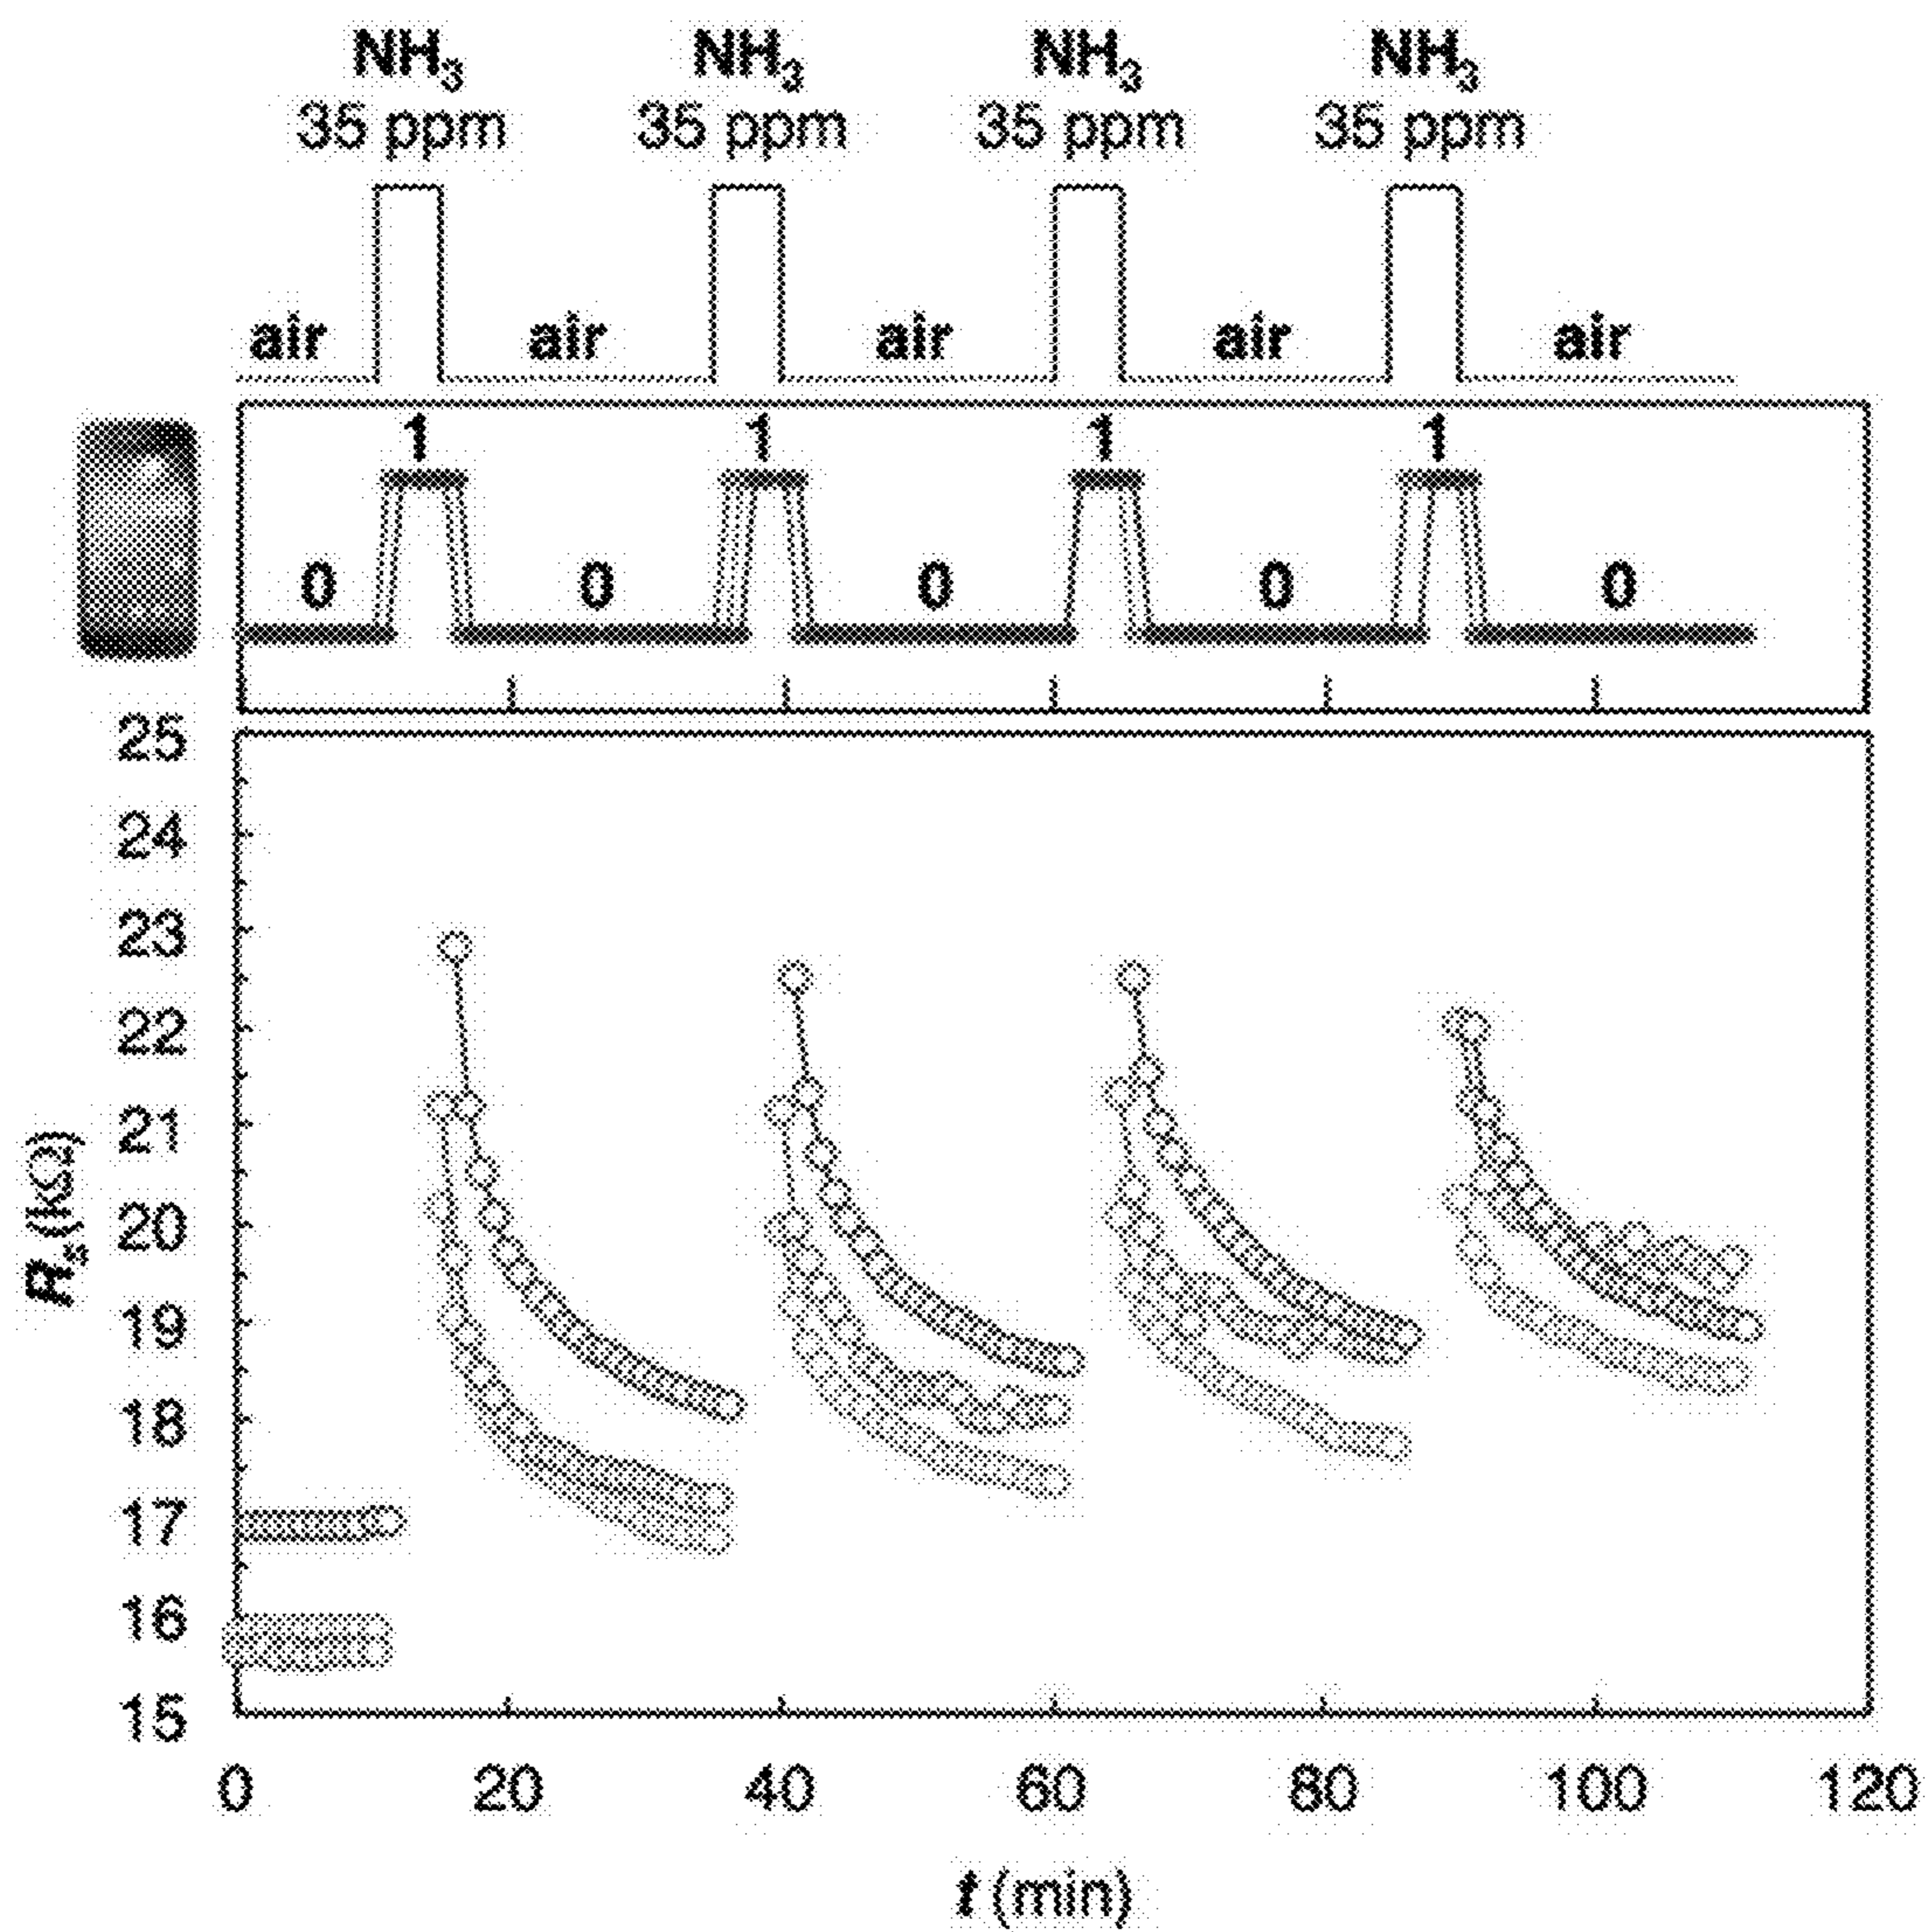 NH3 NH3 NH3 NH3
35 ppm 35 ppm 35 ppm 35 ppm
air air air air air
1 1 1 1
0 0 0 0 0
25
24
23
22
21
20
19
18
17
16
15
Rs (kΩ)
0 20 40 60 80 100 120
t (min)